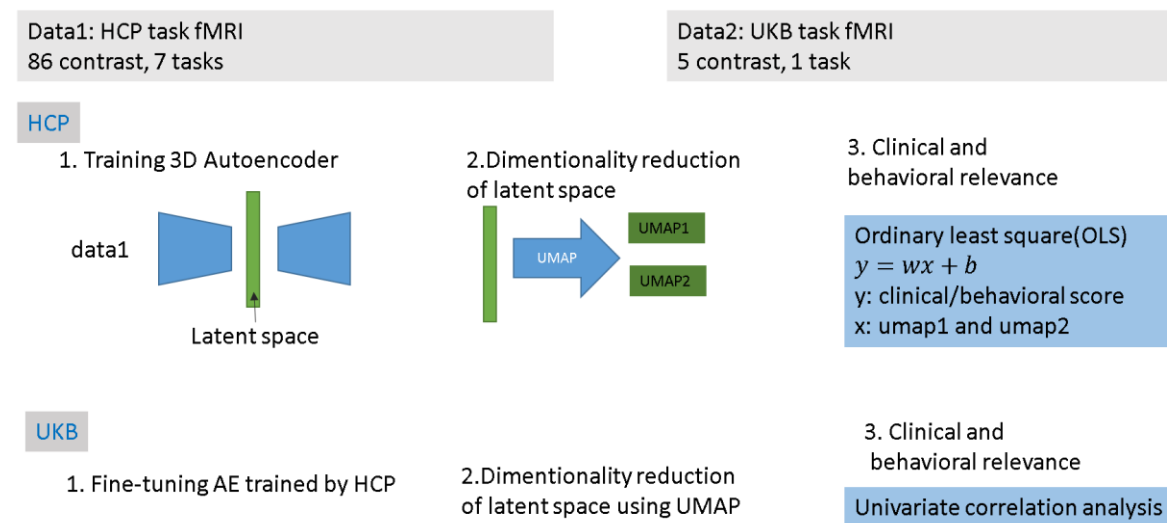 Data1: HCP task fMRI
86 contrast, 7 tasks
Data2: UKB task fMRI
5 contrast, 1 task
HCP
1. Training 3D Autoencoder
data1
Latent space
2.Dimentionality reduction
of latent space
UMAP
UMAP1
UMAP2
3. Clinical and
behavioral relevance
Ordinary least square(OLS)
y = wx + b
y: clinical/behavioral score
x: umap1 and umap2
UKB
1. Fine-tuning AE trained by HCP
2.Dimentionality reduction
of latent space using UMAP
3. Clinical and
behavioral relevance
Univariate correlation analysis